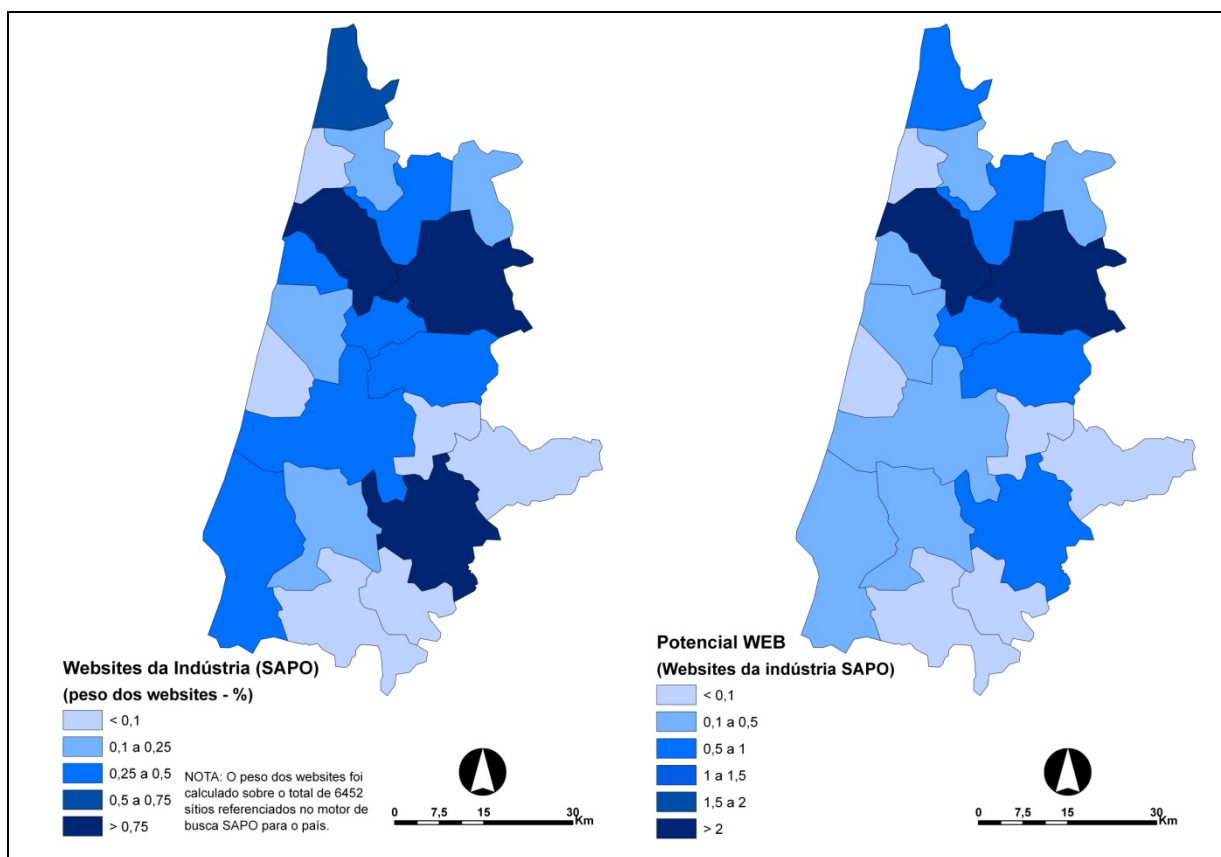 Websites da Indústria (SAPO)
(peso dos websites - %)
< 0,1
0,1 a 0,25
0,25 a 0,5
0,5 a 0,75
> 0,75
NOTA: O peso dos websites foi
calculado sobre o total de 6452
sítios referenciados no motor de
busca SAPO para o país.
0 7,5 15 30
Km
Potencial WEB
(Websites da indústria SAPO)
< 0,1
0,1 a 0,5
0,5 a 1
1 a 1,5
1,5 a 2
> 2
0 7,5 15 30
Km